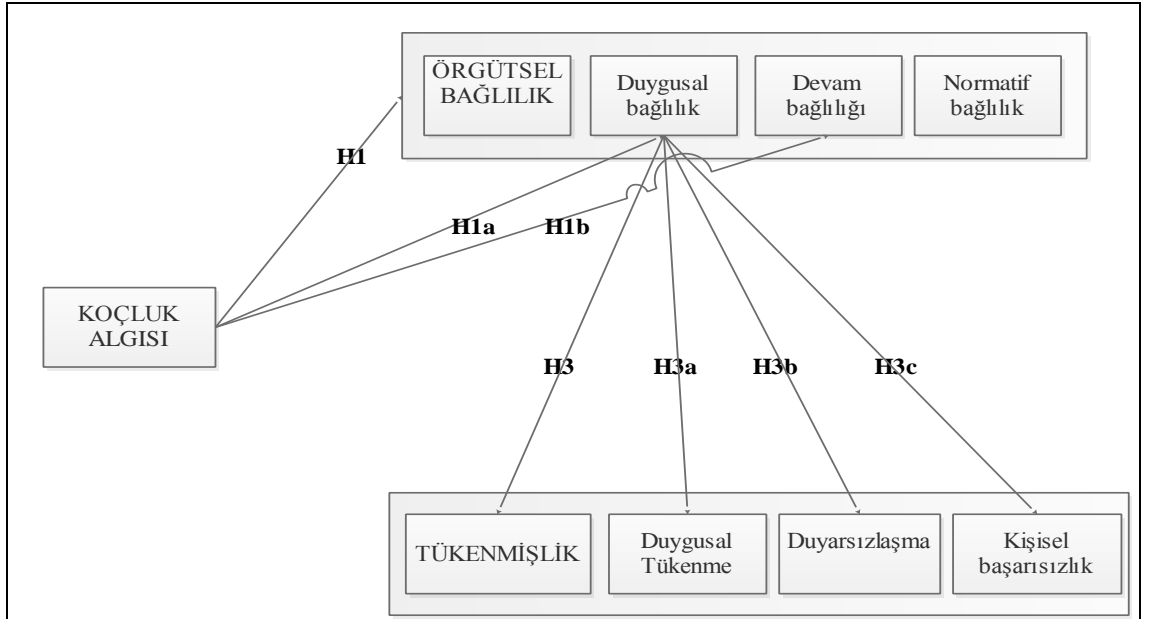 ÖRGÜTSEL
BAĞLILIK
Duygusal
bağlılık
Devam
bağlılığı
Normatif
bağlılık
H1
H1a
H1b
KOÇLUK
ALGISI
H3
H3a
H3b
H3c
TÜKENMİŞLİK
Duygusal
Tükenme
Duyarsızlaşma
Kişisel
başarısızlık